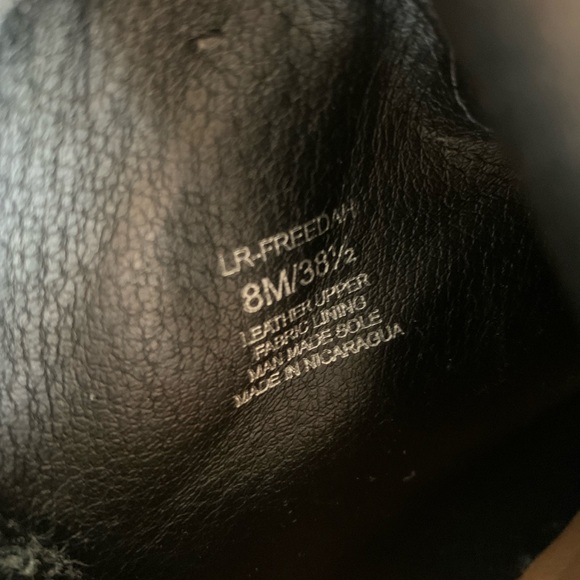 LR-FREEDAH
8M/38½
LEATHER UPPER
FABRIC LINING
MAN MADE SOLE
MADE IN NICARAGUA